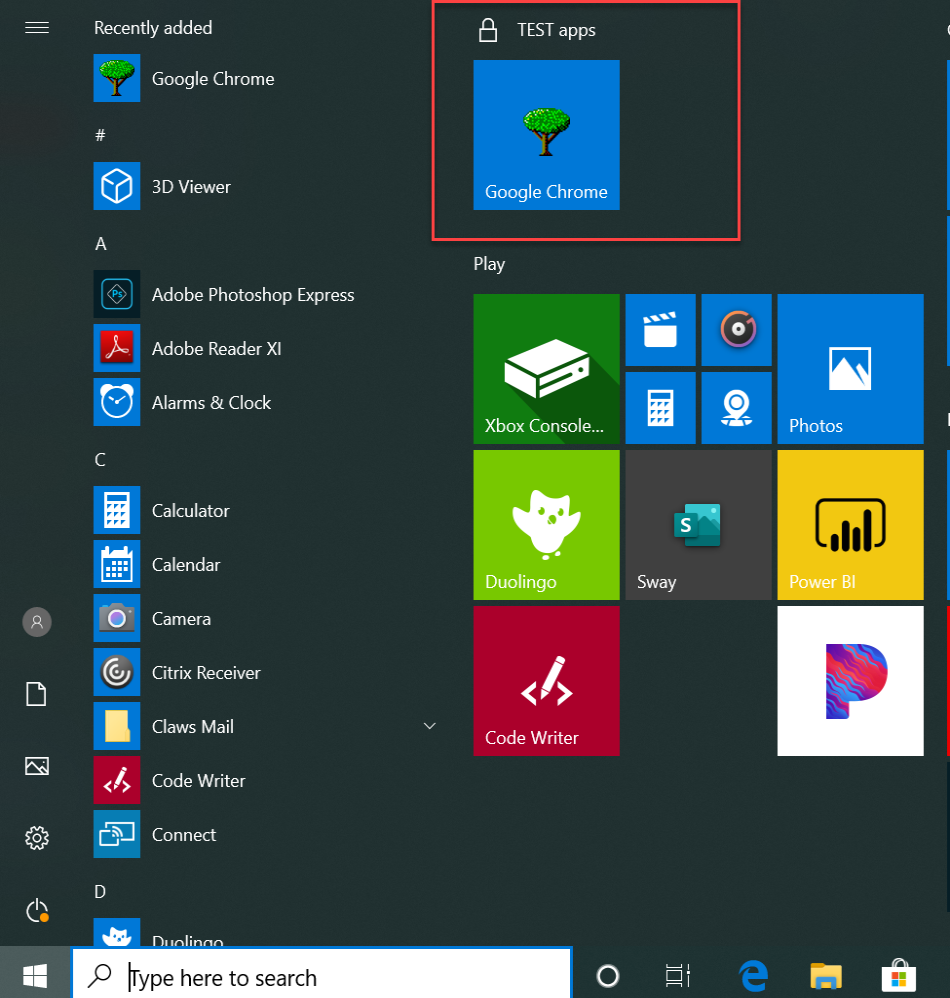 Recently added
Google Chrome
#
3D Viewer
A
Ps
Adobe Photoshop Express
Adobe Reader XI
Alarms & Clock
C
Calculator
Calendar
Camera
Citrix Receiver
Claws Mail
Code Writer
Connect
D
Duolingo
TEST apps
Google Chrome
Play
Xbox Console...
Photos
Duolingo
S
Sway
Power BI
Code Writer
Type here to search